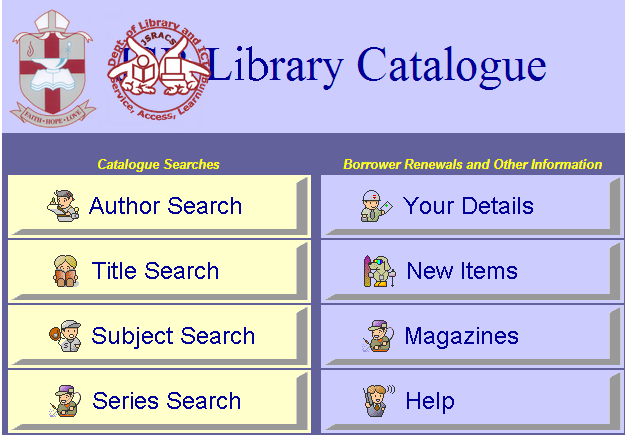 Library Catalogue
Dept. of Library and ICT
JSRACS
Service, Access, Learning
FAITH · HOPE · LOVE
Catalogue Searches
Borrower Renewals and Other Information
Author Search
Your Details
Title Search
New Items
Subject Search
Magazines
Series Search
Help